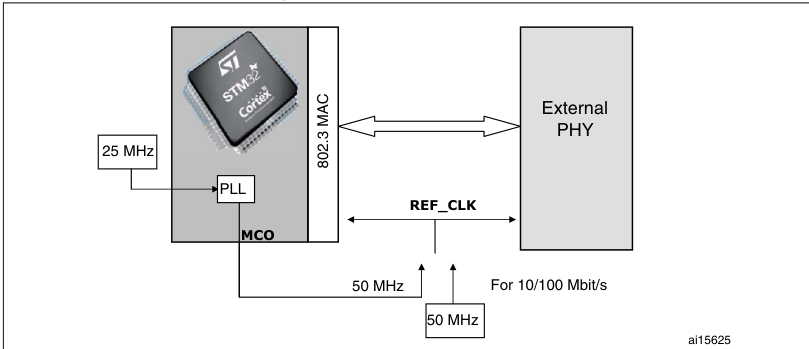 ST
STM32
Cortex
802.3 MAC
External
PHY
25 MHz
PLL
REF_CLK
MCO
50 MHz
For 10/100 Mbit/s
50 MHz
ai15625